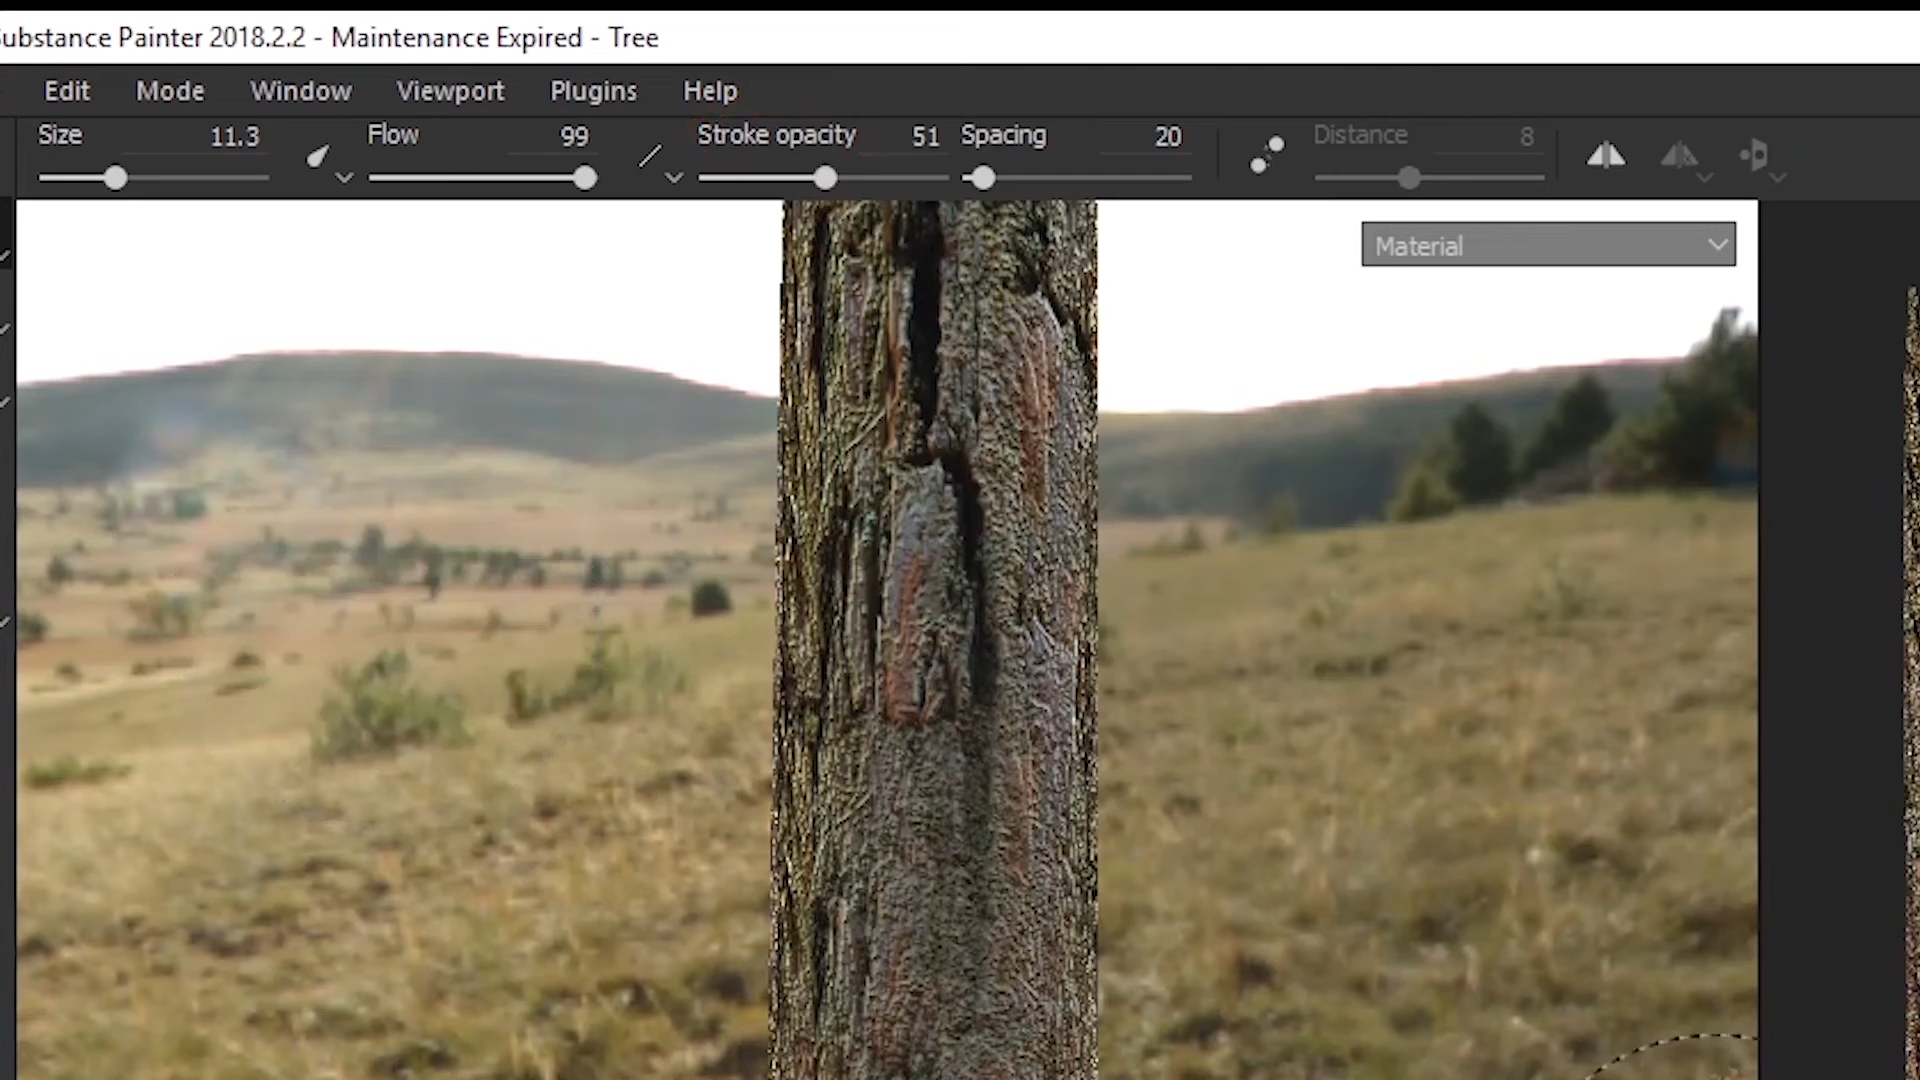 ubstance Painter 2018.2.2 - Maintenance Expired - Tree
Edit Mode Window Viewport Plugins Help
Size 11.3 Flow 99 Stroke opacity 51 Spacing 20 Distance 8
Material